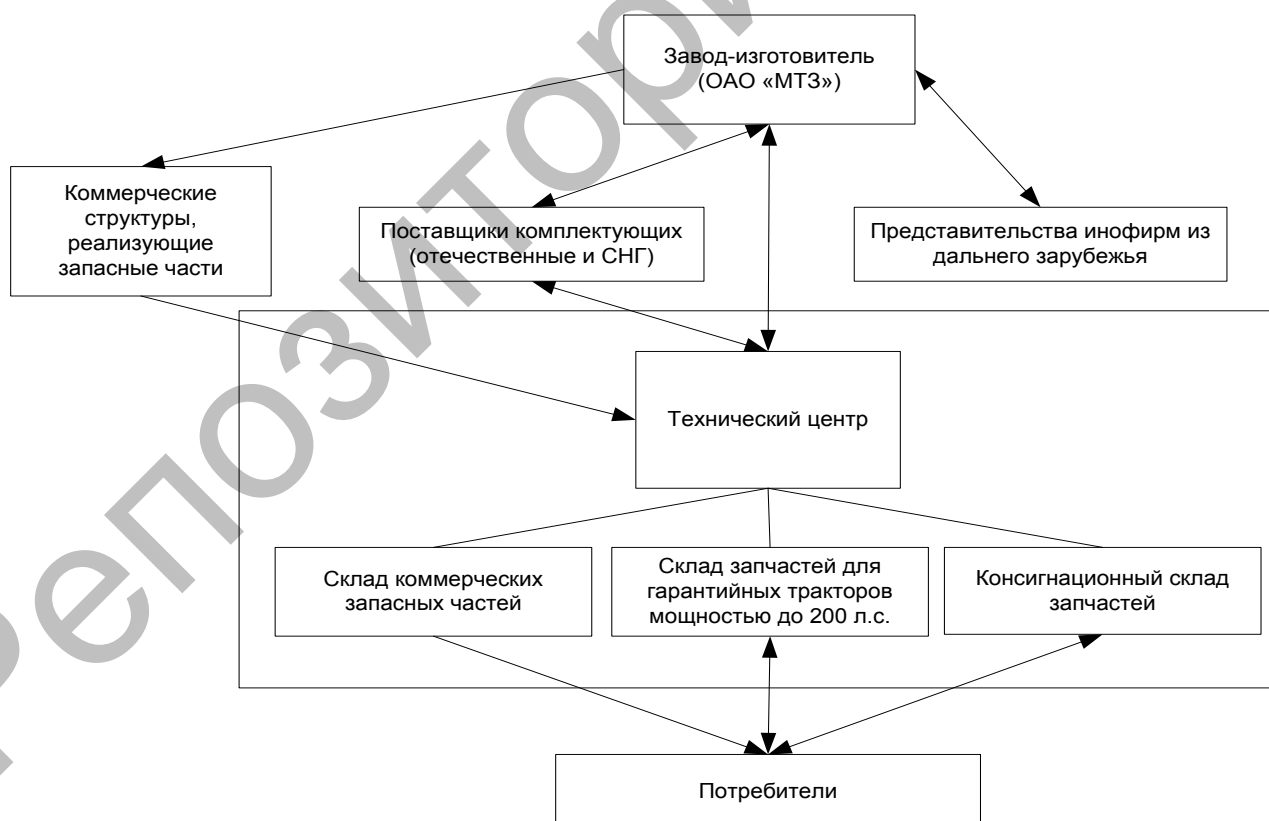 Завод-изготовитель
(ОАО «МТЗ»)
Коммерческие
структуры,
реализующие
запасные части
Поставщики комплектующих
(отечественные и СНГ)
Представительства инофирм из
дальнего зарубежья
Технический центр
Склад коммерческих
запасных частей
Склад запчастей для
гарантийных тракторов
мощностью до 200 л.с.
Консигнационный склад
запчастей
Потребители